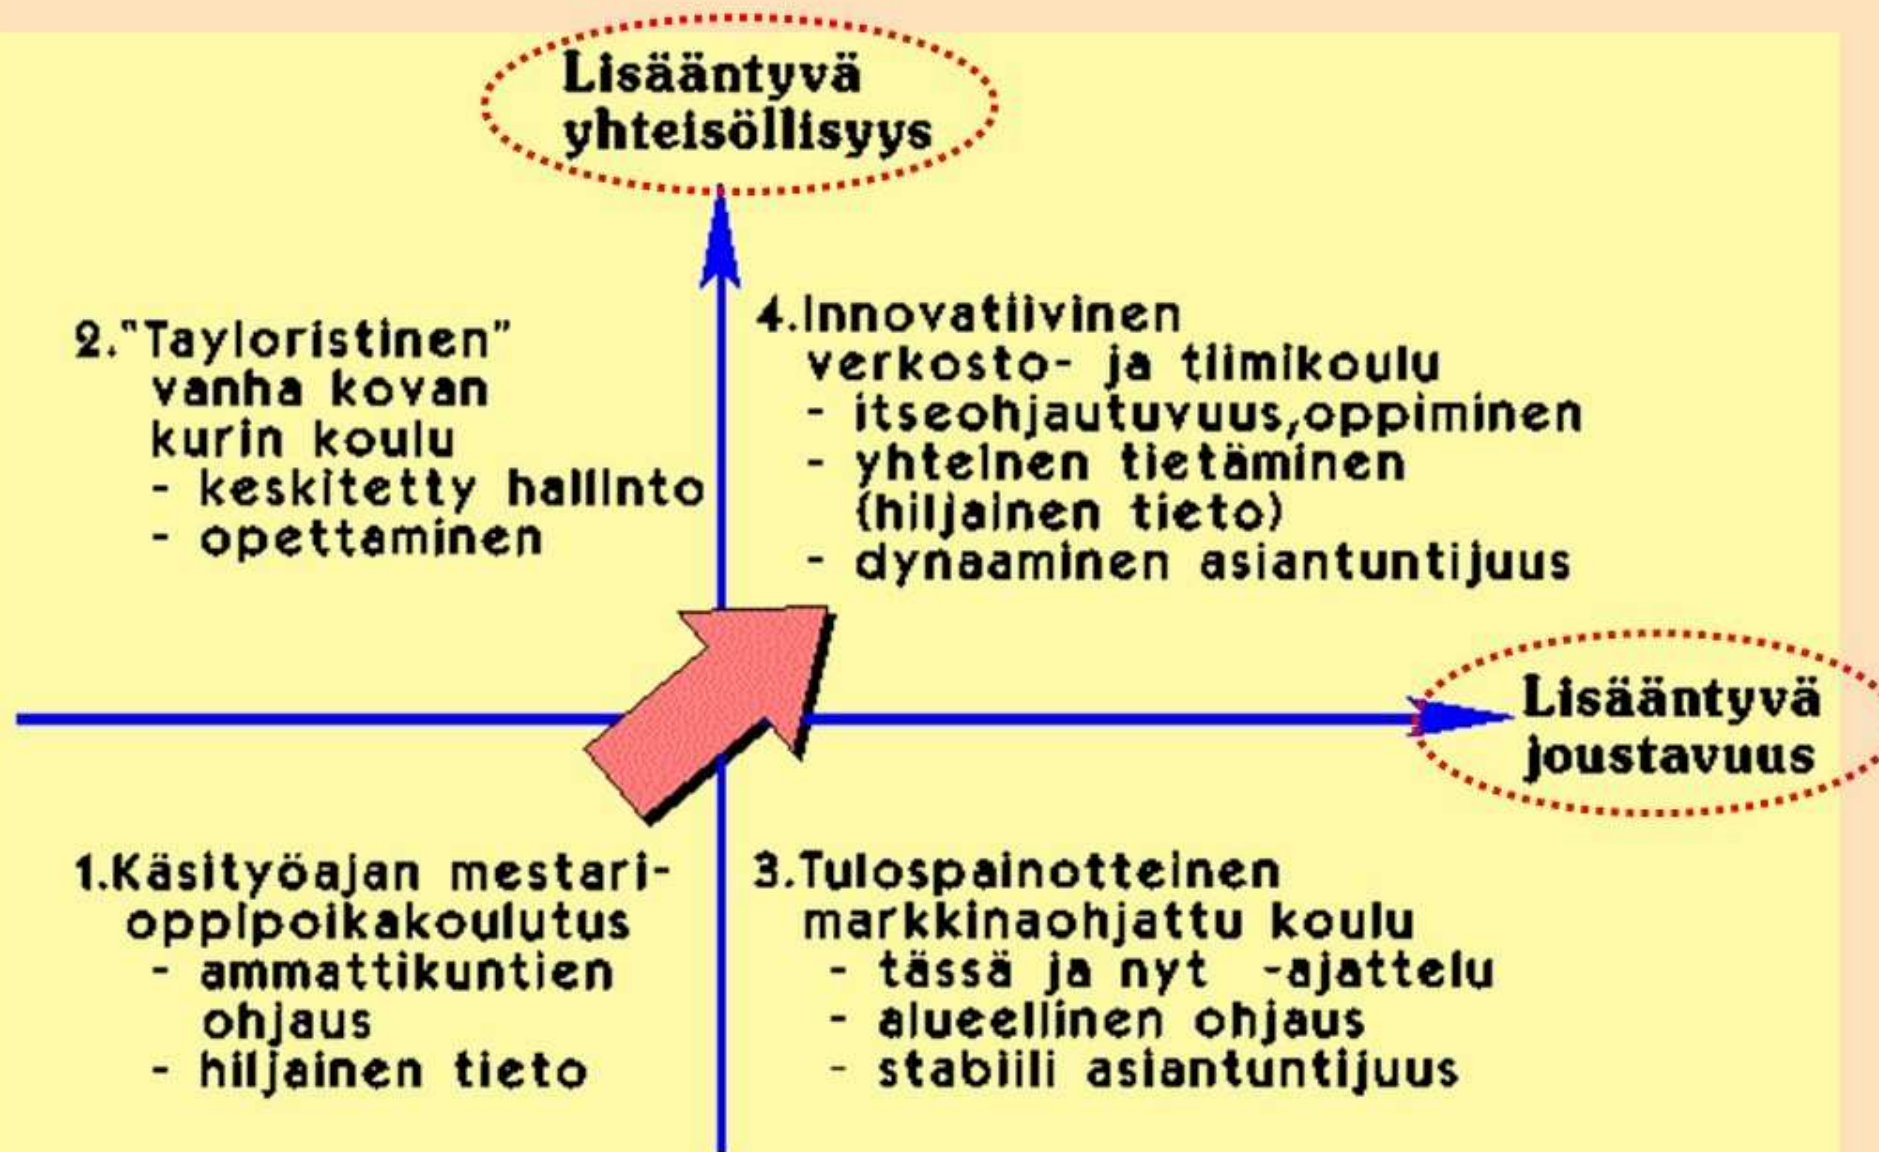 Lisääntyvä
yhteisöllisyys
2."Tayloristinen"
vanha kovan
kurin koulu
- keskitetty hallinto
- opettaminen
4.Innovatiivinen
verkosto- ja tiimikoulu
- itseohjautuvuus,oppiminen
- yhteinen tietäminen
(hiljainen tieto)
- dynaaminen asiantuntijuus
Lisääntyvä
joustavuus
1.Käsityöajan mestari-
oppipoikakoulutus
- ammattikuntien
ohjaus
- hiljainen tieto
3.Tulospainotteinen
markkinaohjattu koulu
- tässä ja nyt -ajattelu
- alueellinen ohjaus
- stabiili asiantuntijuus